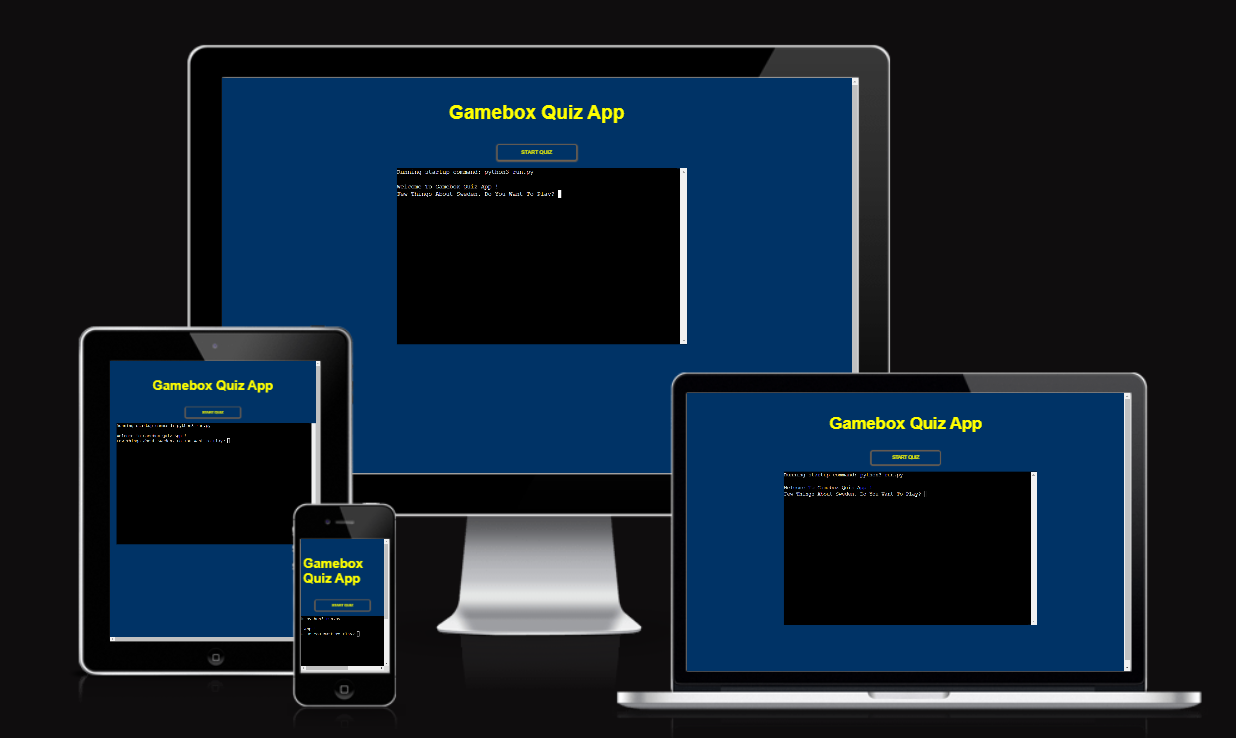 Gamebox Quiz App
START QUIZ
Running startup command: python3 run.py
Welcome To Gamebox Quiz App !
Few Things About Sweden, Do You Want To Play?
Gamebox Quiz App
START QUIZ
Gamebox
Quiz App
START QUIZ
Gamebox Quiz App
START QUIZ
Running startup command: python3 run.py
Welcome To Gamebox Quiz App
Few Things About Sweden, Do You Want To Play?